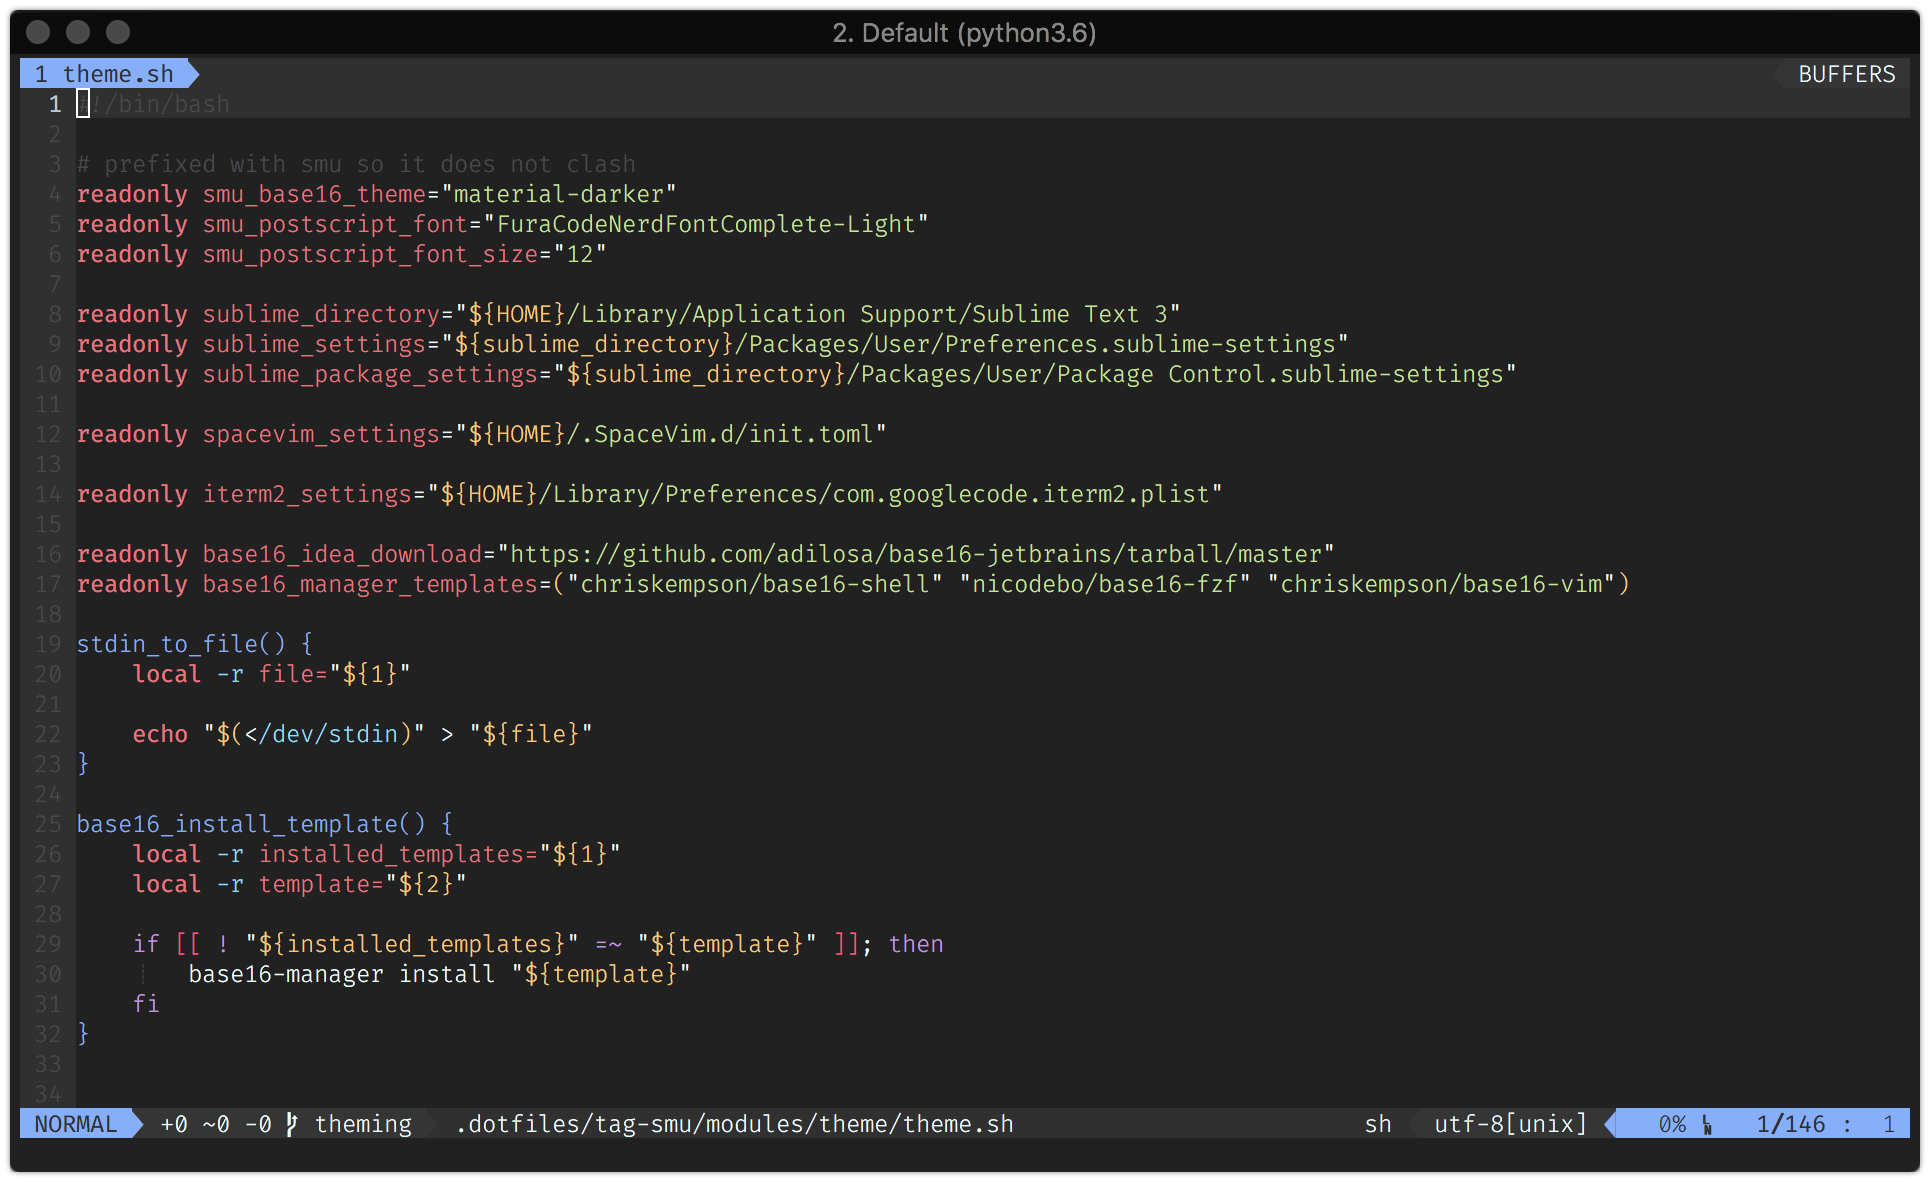 2. Default (python3.6)
1 theme.sh BUFFERS
1 #!/bin/bash
2
3 # prefixed with smu so it does not clash
4 readonly smu_base16_theme="material-darker"
5 readonly smu_postscript_font="FuraCodeNerdFontComplete-Light"
6 readonly smu_postscript_font_size="12"
7
8 readonly sublime_directory="${HOME}/Library/Application Support/Sublime Text 3"
9 readonly sublime_settings="${sublime_directory}/Packages/User/Preferences.sublime-settings"
10 readonly sublime_package_settings="${sublime_directory}/Packages/User/Package Control.sublime-settings"
11
12 readonly spacevim_settings="${HOME}/.SpaceVim.d/init.toml"
13
14 readonly iterm2_settings="${HOME}/Library/Preferences/com.googlecode.iterm2.plist"
15
16 readonly base16_idea_download="https://github.com/adilosa/base16-jetbrains/tarball/master"
17 readonly base16_manager_templates=("chriskempson/base16-shell" "nicodebo/base16-fzf" "chriskempson/base16-vim")
18
19 stdin_to_file() {
20     local -r file="${1}"
21
22     echo "$(</dev/stdin)" > "${file}"
23 }
24
25 base16_install_template() {
26     local -r installed_templates="${1}"
27     local -r template="${2}"
28
29     if [[ ! "${installed_templates}" =~ "${template}" ]]; then
30     ┊   base16-manager install "${template}"
31     fi
32 }
33
34
NORMAL +0 ~0 -0 theming .dotfiles/tag-smu/modules/theme/theme.sh sh utf-8[unix] 0% LN 1/146 : 1